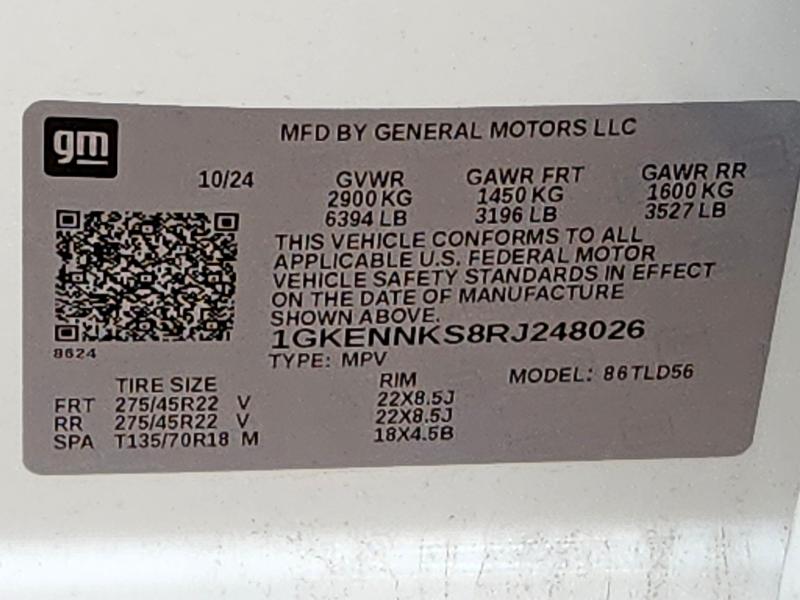 gm
MFD BY GENERAL MOTORS LLC
10/24 GVWR GAWR FRT GAWR RR
2900 KG 1450 KG 1600 KG
6394 LB 3196 LB 3527 LB
THIS VEHICLE CONFORMS TO ALL
APPLICABLE U.S. FEDERAL MOTOR
VEHICLE SAFETY STANDARDS IN EFFECT
ON THE DATE OF MANUFACTURE
SHOWN ABOVE.
1GKENNKS8RJ248026
8624
TYPE: MPV
TIRE SIZE RIM MODEL: 86TLD56
FRT 275/45R22 V 22X8.5J
RR 275/45R22 V 22X8.5J
SPA T135/70R18 M 18X4.5B